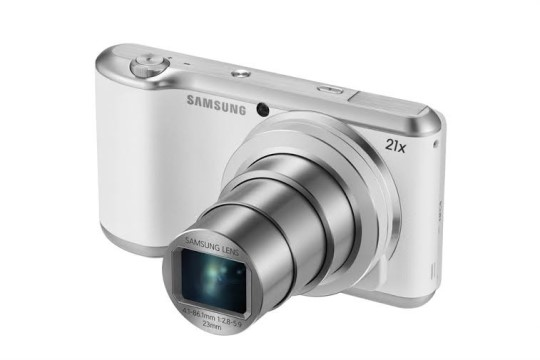 SAMSUNG
21x
SAMSUNG LENS
4.1-86.1mm 1:2.8-5.9
23mm